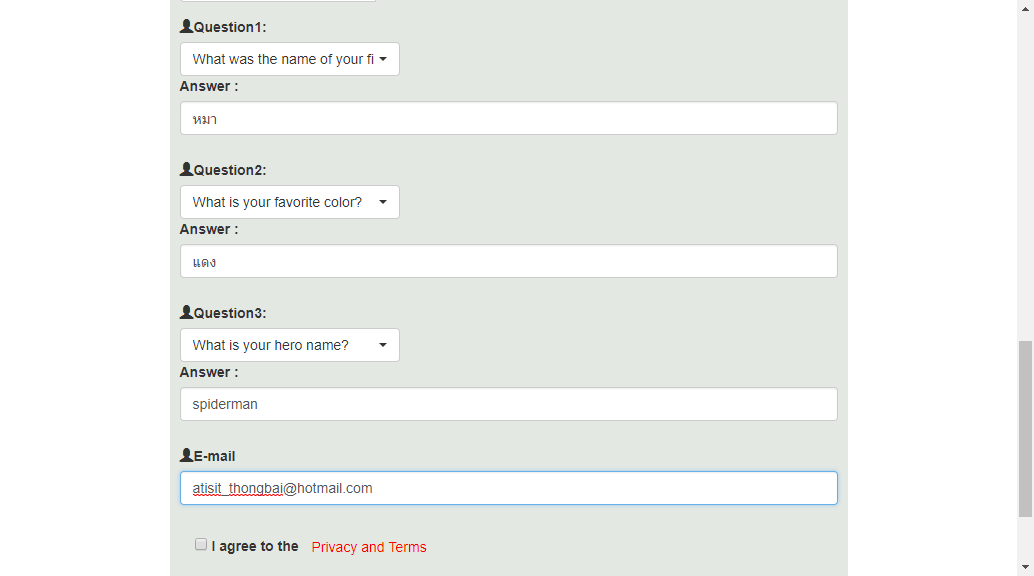 Question1:
What was the name of your fi
Answer :
หมา
Question2:
What is your favorite color?
Answer :
แดง
Question3:
What is your hero name?
Answer :
spiderman
E-mail
atisit_thongbai@hotmail.com
I agree to the Privacy and Terms